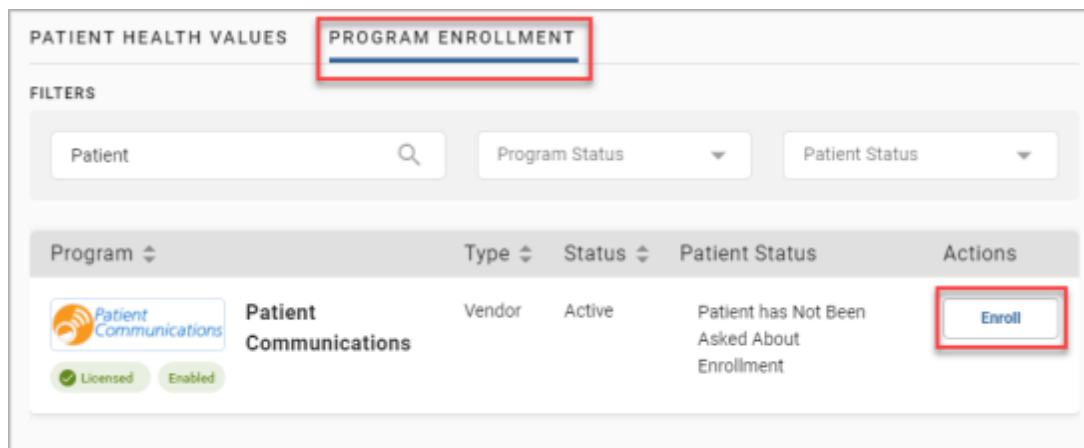 PATIENT HEALTH VALUES PROGRAM ENROLLMENT
FILTERS
Patient Program Status Patient Status
Program Type Status Patient Status Actions
Patient
Communications
Licensed Enabled
Patient
Communications
Vendor
Active
Patient has Not Been
Asked About
Enrollment
Enroll